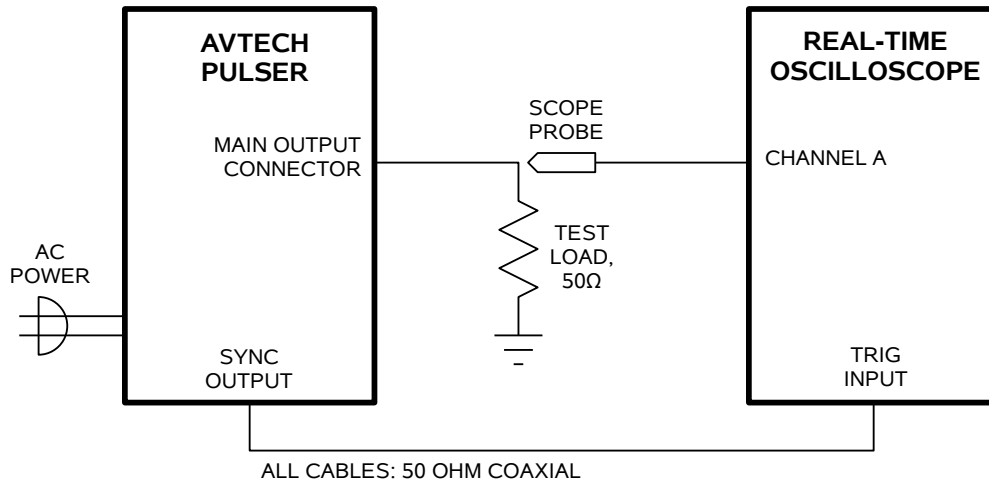 AVTECH
PULSER
MAIN OUTPUT
CONNECTOR
AC
POWER
SYNC
OUTPUT
SCOPE
PROBE
TEST
LOAD,
50Ω
REAL-TIME
OSCILLOSCOPE
CHANNEL A
TRIG
INPUT
ALL CABLES: 50 OHM COAXIAL